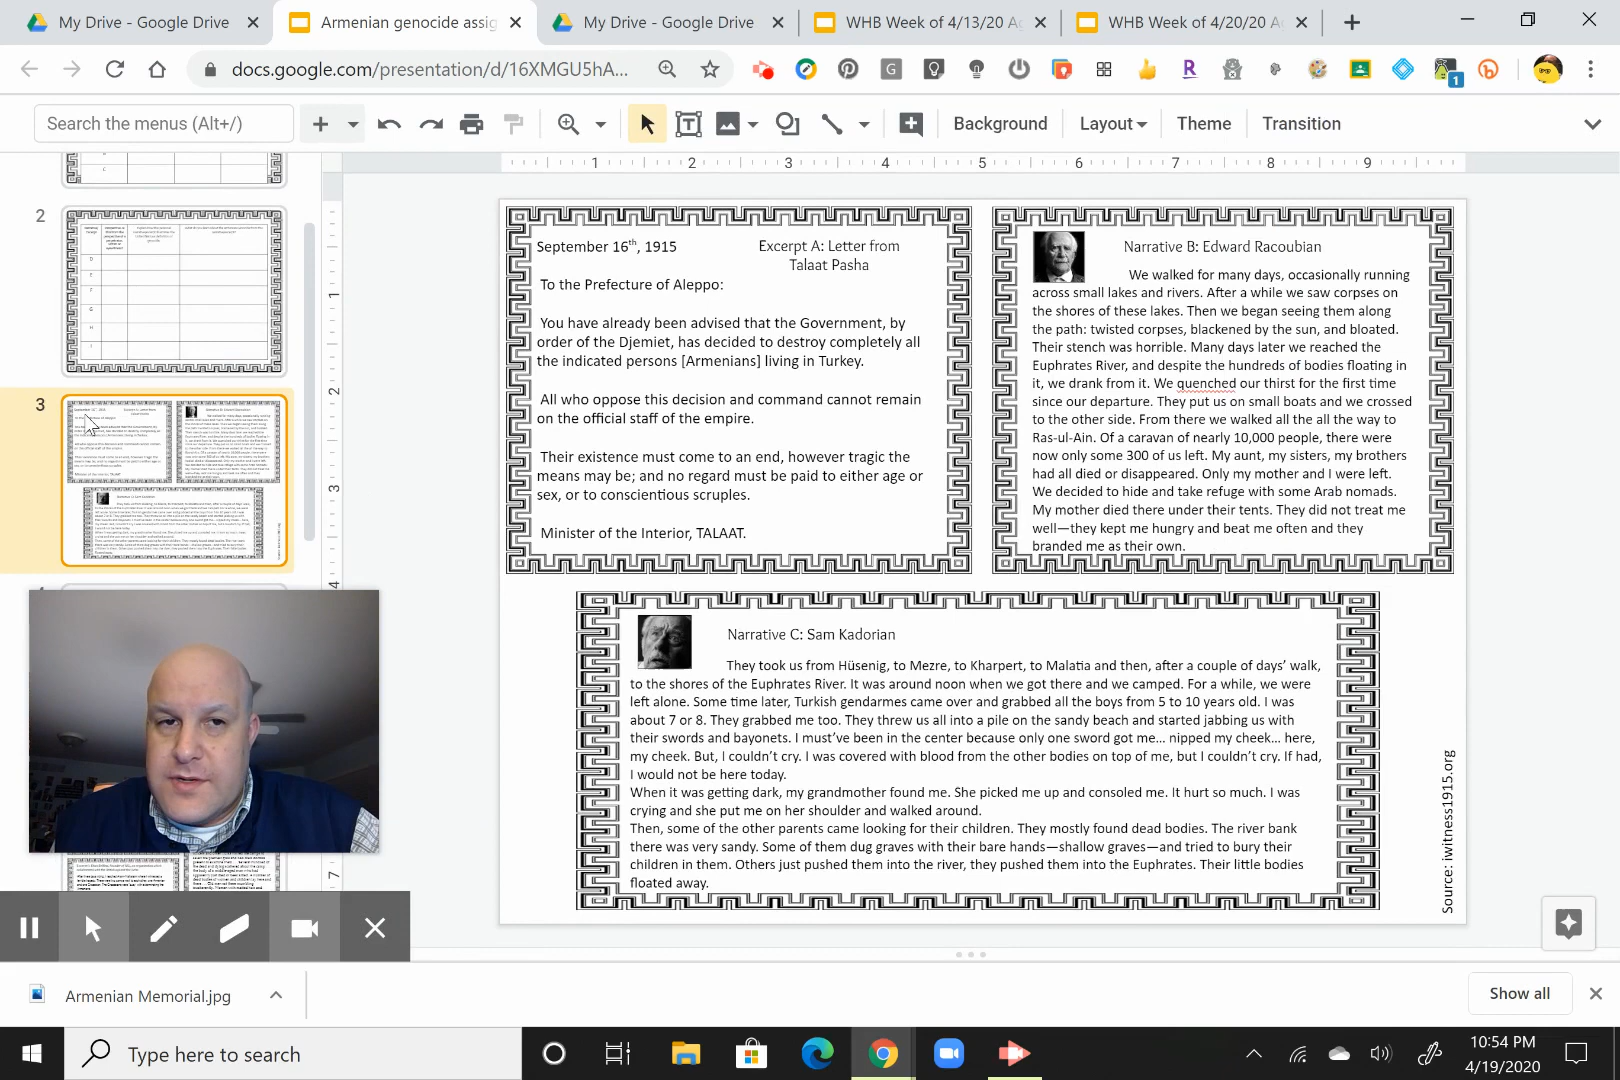 My Drive - Google Drive
Armenian genocide assig
My Drive - Google Drive
WHB Week of 4/13/20 A
WHB Week of 4/20/20 A
docs.google.com/presentation/d/16XMGU5hA...
1
Search the menus (Alt+/)
Background
Layout
Theme
Transition
1 2 3 4 5 6 7 8 9
2
3
1
2
3
4
7
September 16th, 1915
Excerpt A: Letter from
Talaat Pasha
To the Prefecture of Aleppo:
You have already been advised that the Government, by
order of the Djemiet, has decided to destroy completely all
the indicated persons [Armenians] living in Turkey.
All who oppose this decision and command cannot remain
on the official staff of the empire.
Their existence must come to an end, however tragic the
means may be; and no regard must be paid to either age or
sex, or to conscientious scruples.
Minister of the Interior, TALAAT.
Narrative B: Edward Racoubian
We walked for many days, occasionally running
across small lakes and rivers. After a while we saw corpses on
the shores of these lakes. Then we began seeing them along
the path: twisted corpses, blackened by the sun, and bloated.
Their stench was horrible. Many days later we reached the
Euphrates River, and despite the hundreds of bodies floating in
it, we drank from it. We quencned our thirst for the first time
since our departure. They put us on small boats and we crossed
to the other side. From there we walked all the all the way to
Ras-ul-Ain. Of a caravan of nearly 10,000 people, there were
now only some 300 of us left. My aunt, my sisters, my brothers
had all died or disappeared. Only my mother and I were left.
We decided to hide and take refuge with some Arab nomads.
My mother died there under their tents. They did not treat me
well—they kept me hungry and beat me often and they
branded me as their own.
Narrative C: Sam Kadorian
They took us from Hüsenig, to Mezre, to Kharpert, to Malatia and then, after a couple of days' walk,
to the shores of the Euphrates River. It was around noon when we got there and we camped. For a while, we were
left alone. Some time later, Turkish gendarmes came over and grabbed all the boys from 5 to 10 years old. I was
about 7 or 8. They grabbed me too. They threw us all into a pile on the sandy beach and started jabbing us with
their swords and bayonets. I must've been in the center because only one sword got me... nipped my cheek... here,
my cheek. But, I couldn't cry. I was covered with blood from the other bodies on top of me, but I couldn't cry. If had,
I would not be here today.
When it was getting dark, my grandmother found me. She picked me up and consoled me. It hurt so much. I was
crying and she put me on her shoulder and walked around.
Then, some of the other parents came looking for their children. They mostly found dead bodies. The river bank
there was very sandy. Some of them dug graves with their bare hands—shallow graves—and tried to bury their
children in them. Others just pushed them into the river, they pushed them into the Euphrates. Their little bodies
floated away.
Source: iwitness1915.org
Armenian Memorial.jpg
Show all
Type here to search
10:54 PM
4/19/2020